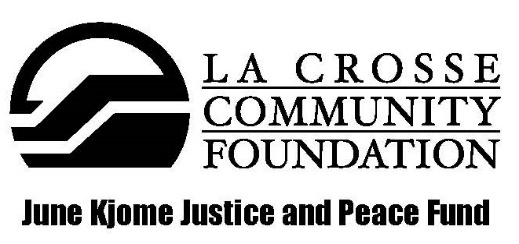 LA CROSSE
COMMUNITY
FOUNDATION
June Kjome Justice and Peace Fund